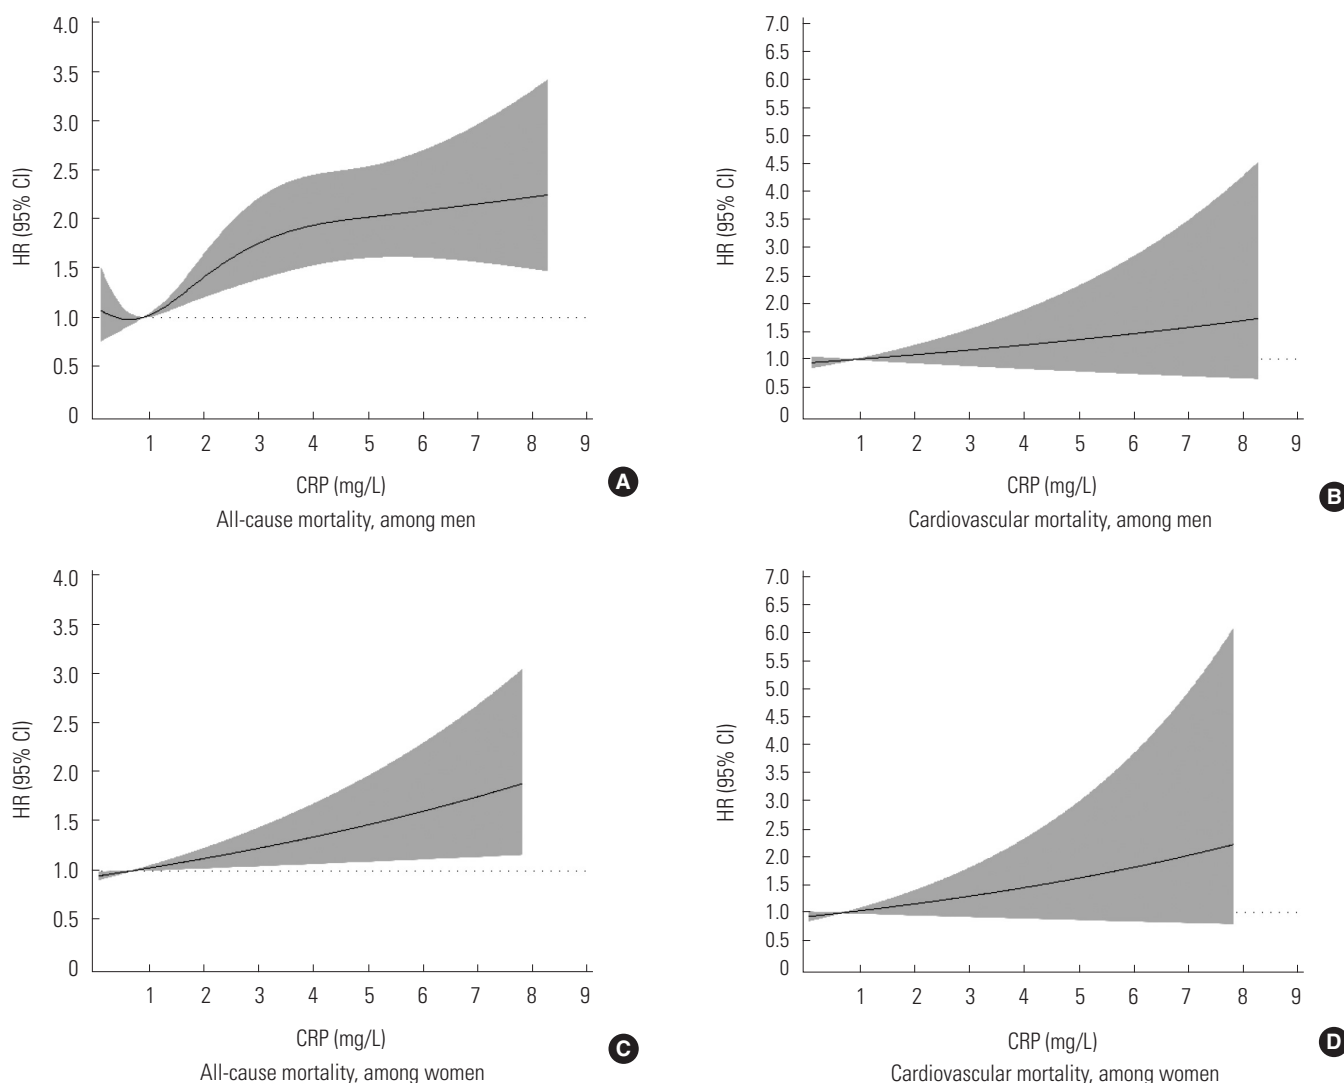 4.0
3.5
3.0
2.5
2.0
1.5
1.0
0.5
0
HR (95% CI)
1 2 3 4 5 6 7 8 9
CRP (mg/L)
All-cause mortality, among men
A
7.0
6.5
6.0
5.5
5.0
4.5
4.0
3.5
3.0
2.5
2.0
1.5
1.0
0.5
0
HR (95% CI)
1 2 3 4 5 6 7 8 9
CRP (mg/L)
Cardiovascular mortality, among men
B
4.0
3.5
3.0
2.5
2.0
1.5
1.0
0.5
0
HR (95% CI)
1 2 3 4 5 6 7 8 9
CRP (mg/L)
All-cause mortality, among women
C
7.0
6.5
6.0
5.5
5.0
4.5
4.0
3.5
3.0
2.5
2.0
1.5
1.0
0.5
0
HR (95% CI)
1 2 3 4 5 6 7 8 9
CRP (mg/L)
Cardiovascular mortality, among women
D